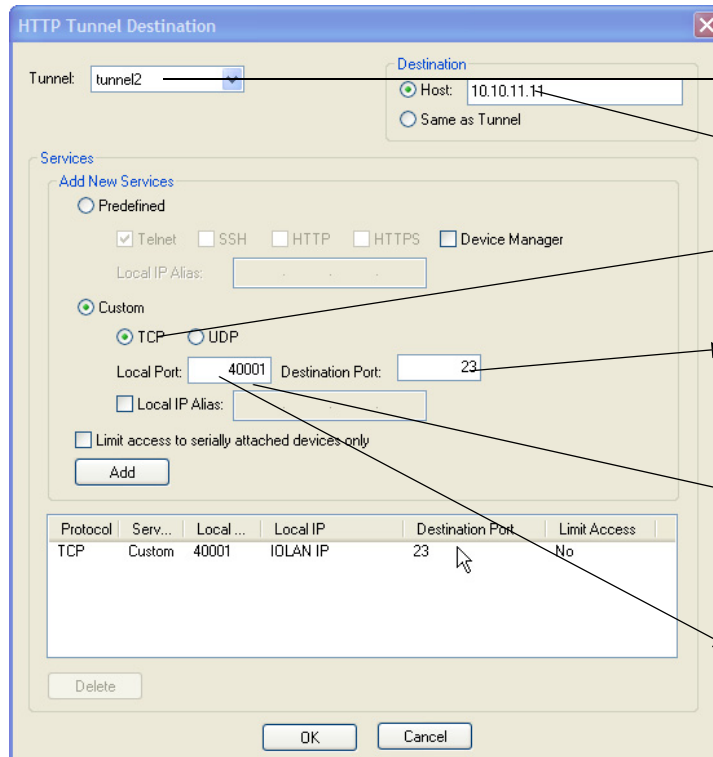 HTTP Tunnel Destination
Tunnel: tunnel2
Destination
Host: 10.10.11.11
Same as Tunnel
Services
Add New Services
Predefined
Telnet SSH HTTP HTTPS Device Manager
Local IP Alias:
Custom
TCP UDP
Local Port: 40001 Destination Port: 23
Local IP Alias:
Limit access to serially attached devices only
Add
Protocol Serv... Local ... Local IP Destination Port Limit Access
TCP Custom 40001 IOLAN IP 23 No
Delete
OK Cancel